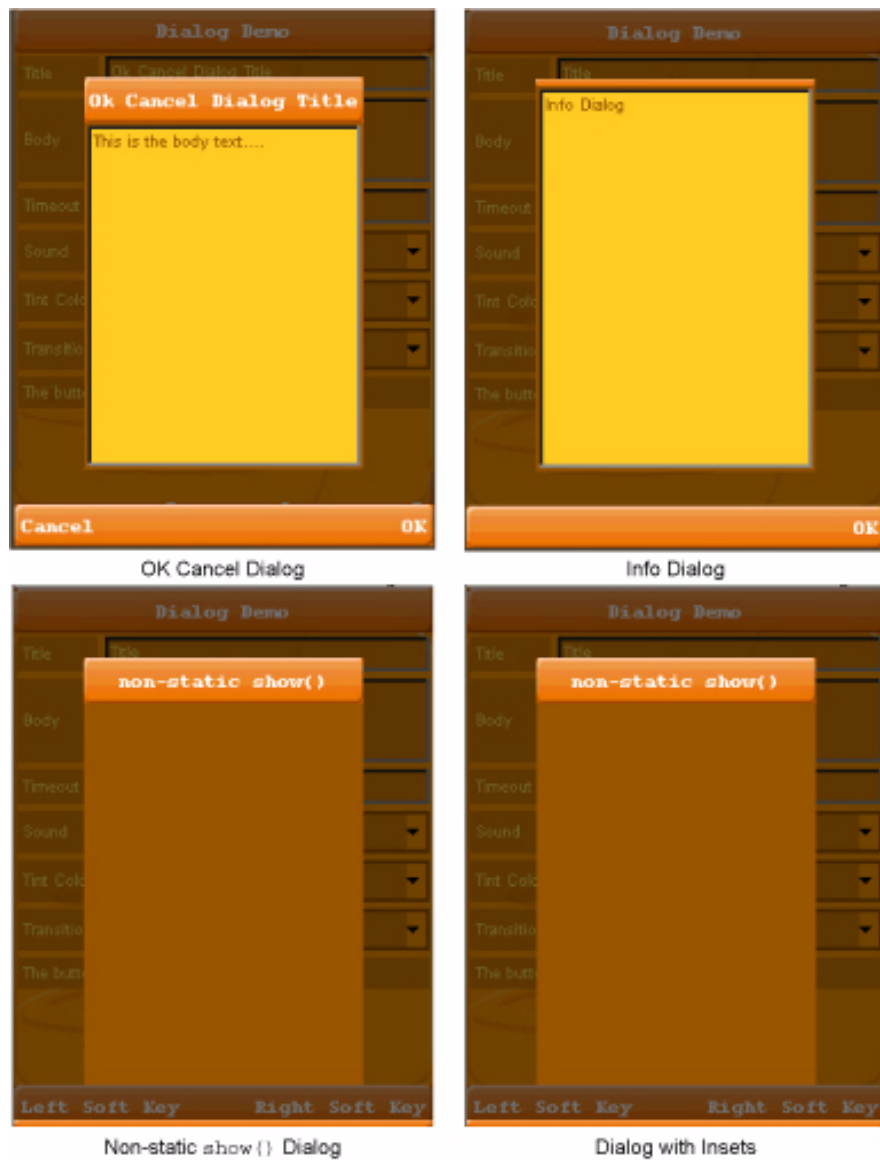 Dialog Demo
Title Ok Cancel Dialog Title
Ok Cancel Dialog Title
Body
This is the body text....
Timeout
Sound
Tint Colo
Transitio
The butt
Cancel OK
OK Cancel Dialog
Dialog Demo
Title Title
Info Dialog
Body
Timeout
Sound
Tint Colo
Transitio
The butt
OK
Info Dialog
Dialog Demo
Title Title
non-static show()
Body
Timeout
Sound
Tint Colo
Transitio
The butt
Left Soft Key Right Soft Key
Non-static show() Dialog
Dialog Demo
Title Title
non-static show()
Body
Timeout
Sound
Tint Colo
Transitio
The butt
Left Soft Key Right Soft Key
Dialog with Insets